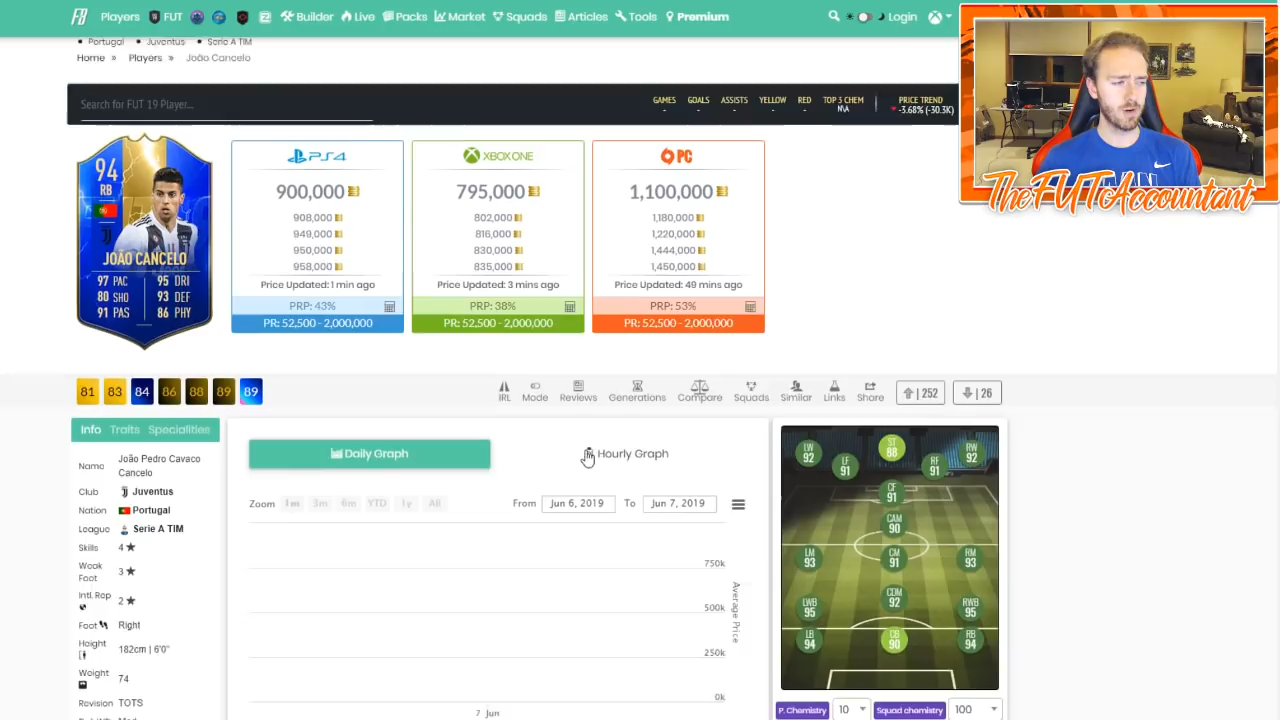 F8 Players FUT Builder Live Packs Market Squads Articles Tools Premium Login
Portugal Juventus Serie A TIM
Home » Players » João Cancelo
Search for FUT 19 Player...
GAMES GOALS ASSISTS YELLOW RED TOP 3 CHEM PRICE TREND
- - - - - N\A -3.68% (-30.3K)
94
RB
JOÃO CANCELO
97 PAC 95 DRI
80 SHO 93 DEF
91 PAS 86 PHY
PS4
900,000
908,000
949,000
950,000
958,000
Price Updated: 1 min ago
PRP: 43%
PR: 52,500 - 2,000,000
XBOX ONE
795,000
802,000
816,000
830,000
835,000
Price Updated: 3 mins ago
PRP: 38%
PR: 52,500 - 2,000,000
PC
1,100,000
1,180,000
1,220,000
1,444,000
1,450,000
Price Updated: 49 mins ago
PRP: 53%
PR: 52,500 - 2,000,000
TheFUTAccountant
81 83 84 86 88 89 89
IRL Mode Reviews Generations Compare Squads Similar Links Share | 252 | 26
Info Traits Specialities
Name João Pedro Cavaco
Cancelo
Club Juventus
Nation Portugal
League Serie A TIM
Skills 4
Weak
Foot 3
Intl. Rep 2
Foot Right
Height 182cm | 6'0"
Weight 74
Revision TOTS
Daily Graph
Hourly Graph
Zoom 1m 3m 6m YTD 1y All From Jun 6, 2019 To Jun 7, 2019
750k
500k
250k
0k
Average Price
7 Jun
LW 92
ST 88
RW 92
LF 91
RF 91
CF 91
CAM 90
LM 93
CM 91
RM 93
CDM 92
LWB 95
RWB 95
LB 94
CB 90
RB 94
P. Chemistry 10 Squad chemistry 100